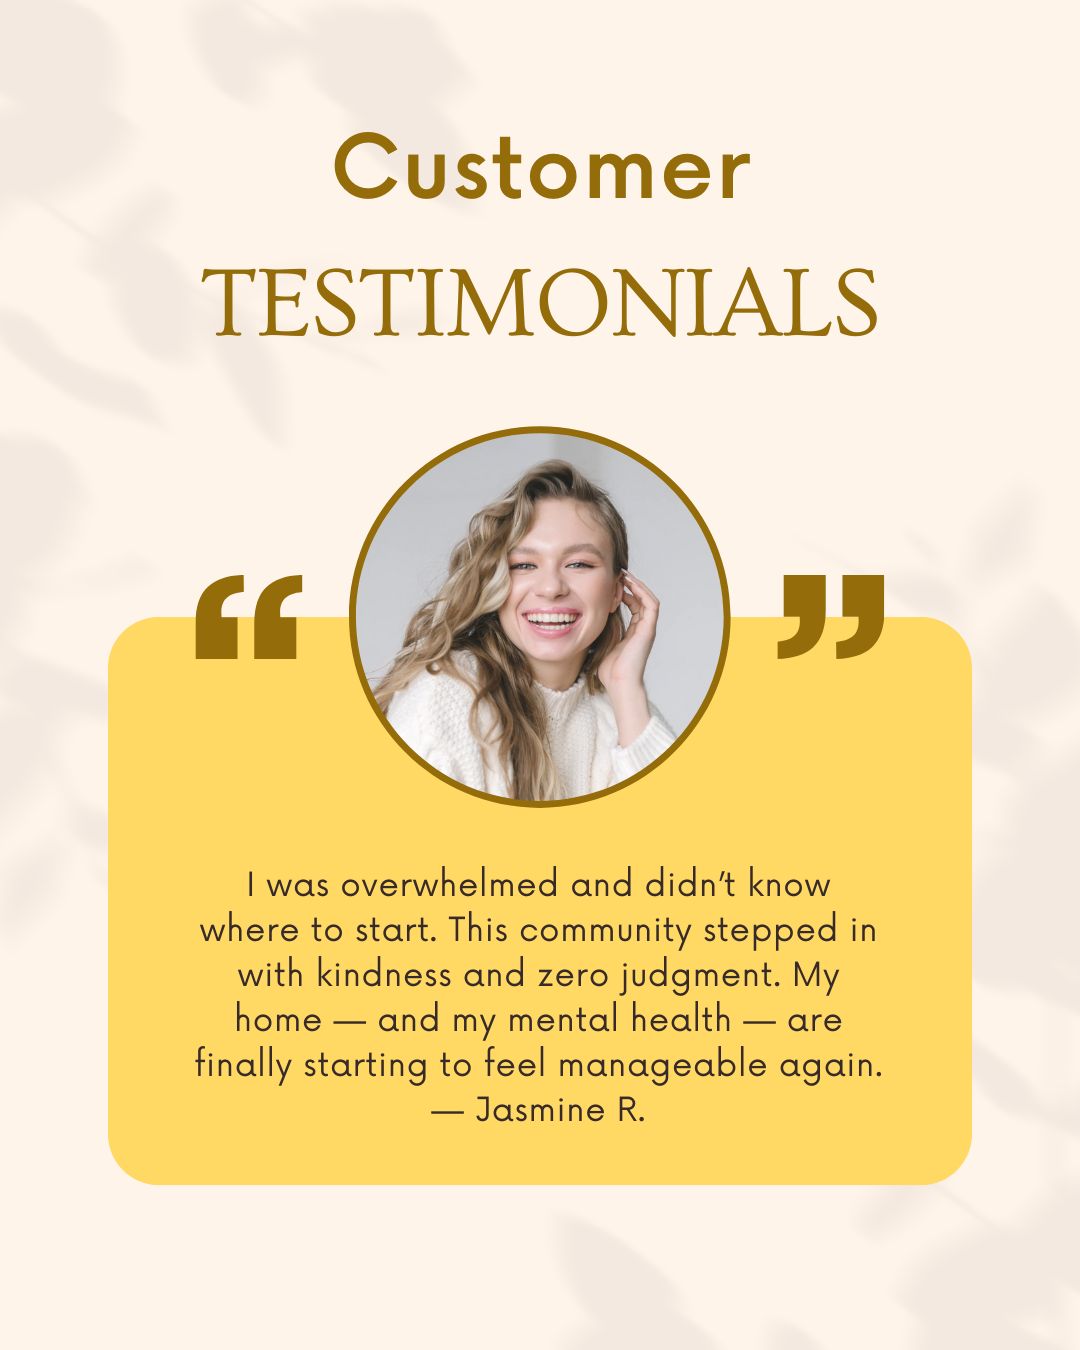 Customer
TESTIMONIALS
“ ”
I was overwhelmed and didn’t know
where to start. This community stepped in
with kindness and zero judgment. My
home — and my mental health — are
finally starting to feel manageable again.
— Jasmine R.